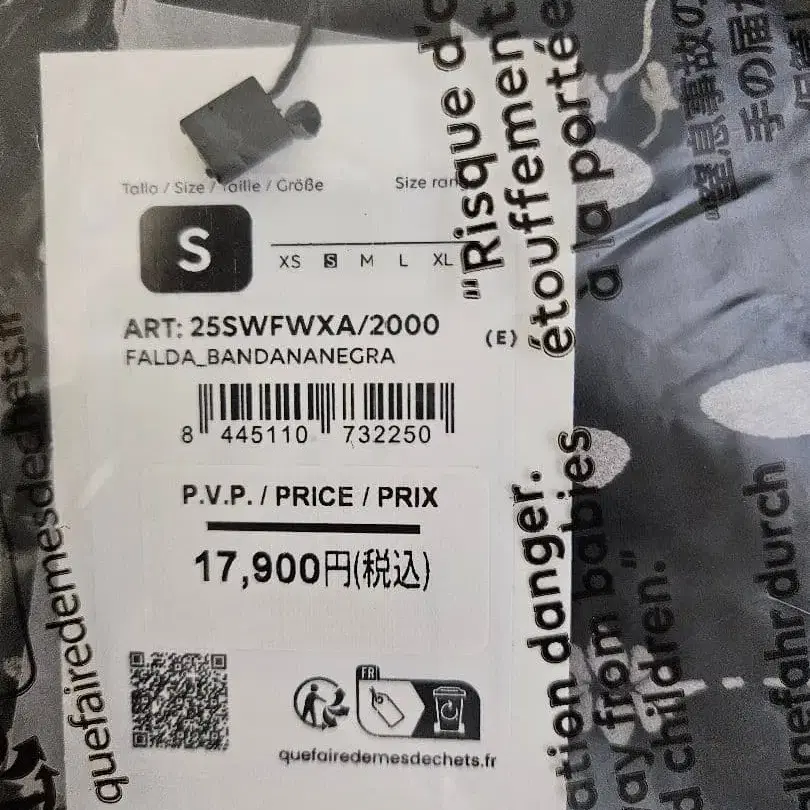 Talla / Size / Taille / Größe
Size ran
S
XS S M L XL
ART: 25SWFWXA/2000
(E)
FALDA_BANDANANEGRA
8 445110 732250
P.V.P. / PRICE / PRIX
17,900円(税込)
FR
quefairedemesdechets.fr
quefairedemesdechets.fr
"Risque d'
étouffement
à la portée
"窒息事故の
手の届
ation danger.
ay from babies
d children."
durch